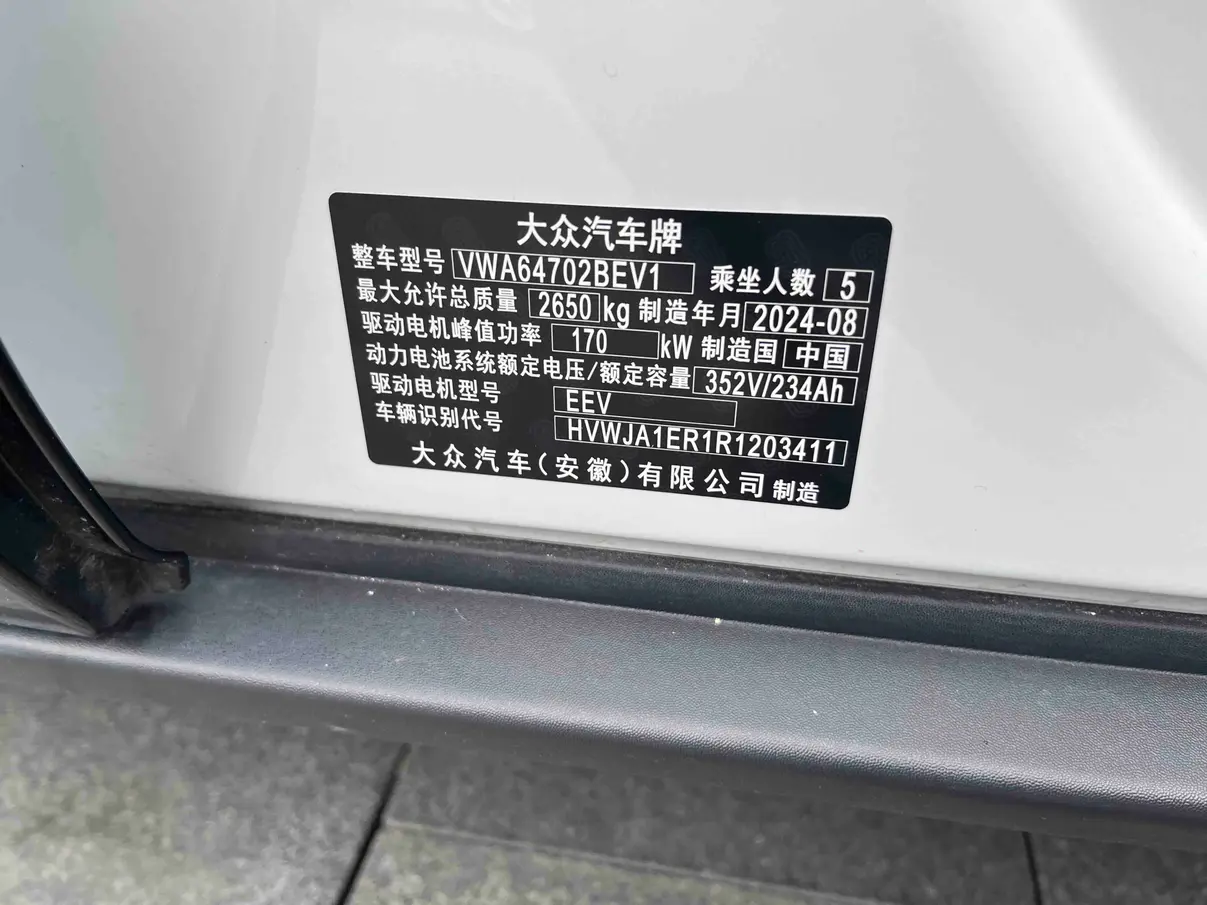 大众汽车牌
整车型号 VWA64702BEV1 乘坐人数 5
最大允许总质量 2650 kg 制造年月 2024-08
驱动电机峰值功率 170 kW 制造国 中国
动力电池系统额定电压/额定容量 352V/234Ah
驱动电机型号 EEV
车辆识别代号 HVWJA1ER1R1203411
大众汽车(安徽)有限公司 制造